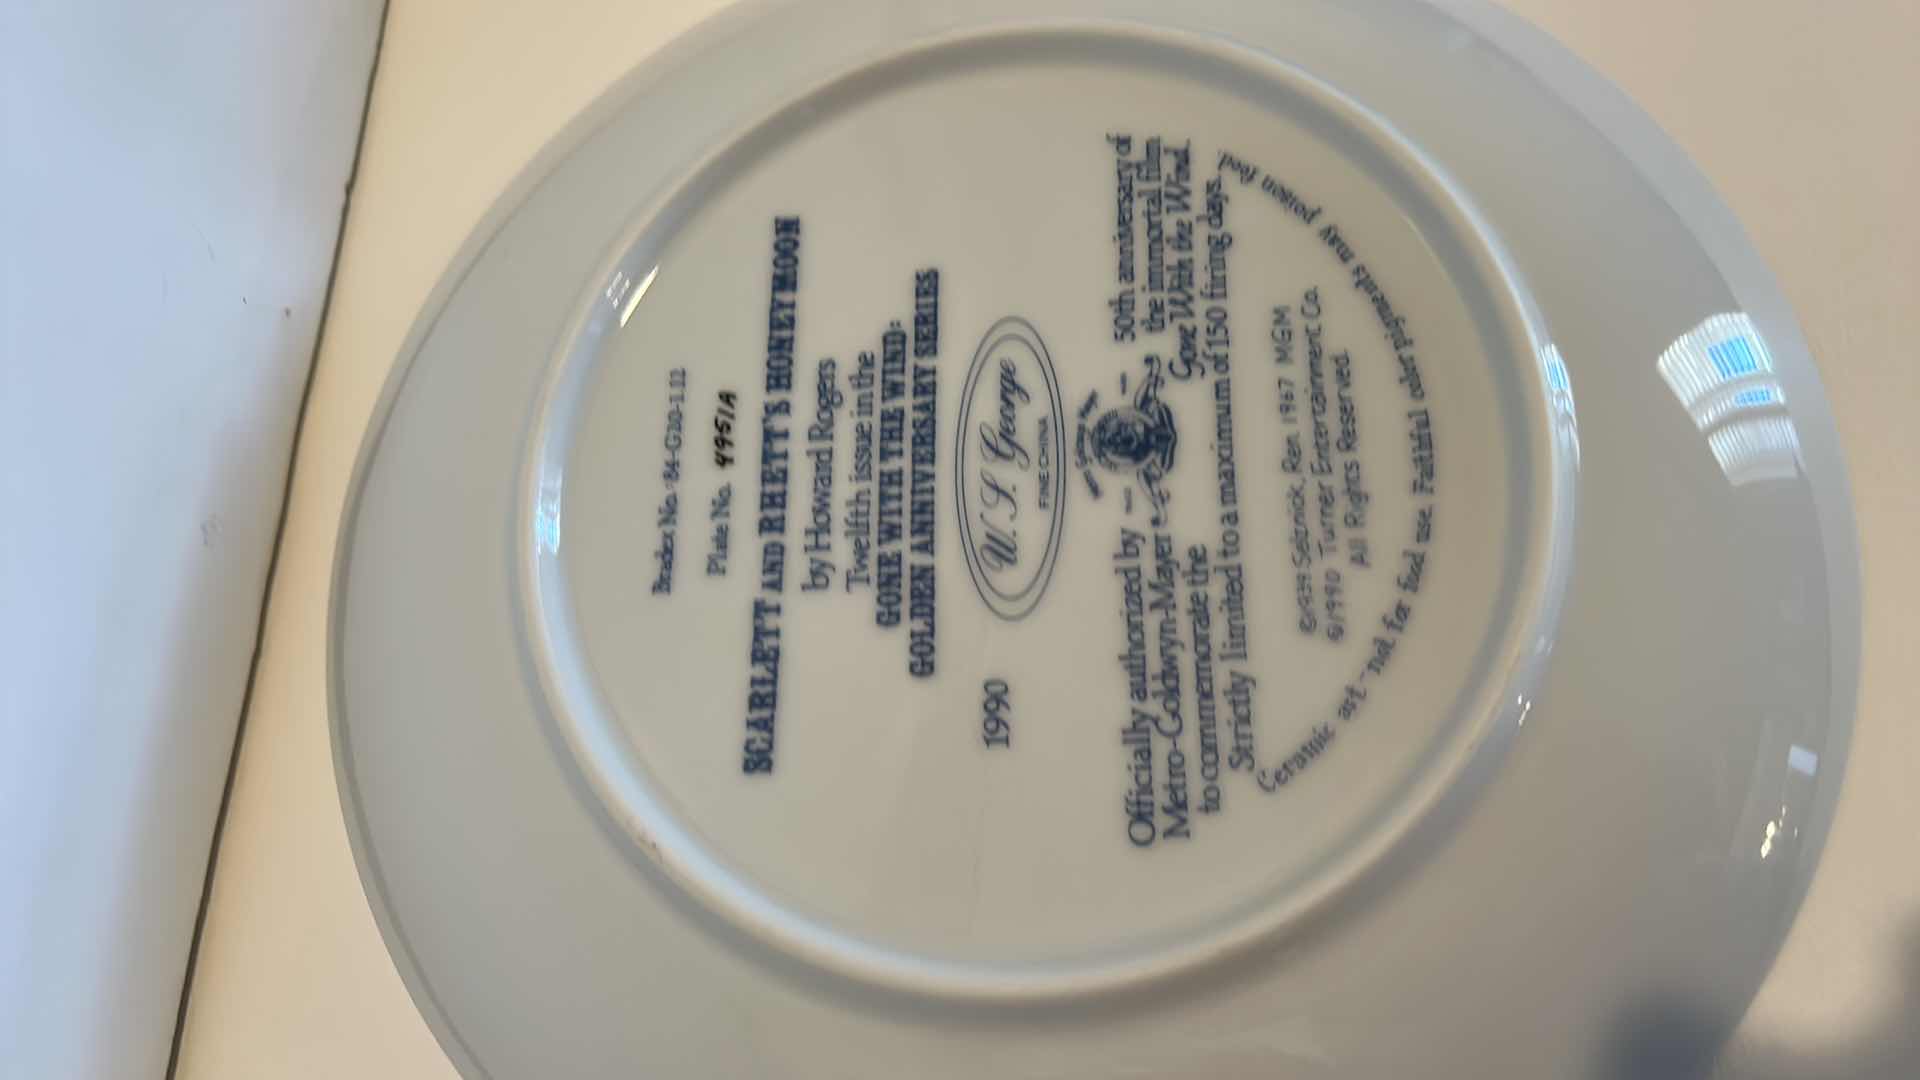 Bradex No. 84-G20-1.12
Plate No. 4951A
SCARLETT AND RHETT'S HONEYMOON
by Howard Rogers
Twelfth issue in the
GONE WITH THE WIND:
GOLDEN ANNIVERSARY SERIES
1990
W. S. George
FINE CHINA
Officially authorized by
Metro-Goldwyn-Mayer
to commemorate the
50th anniversary of
the immortal film
Gone With the Wind.
Strictly limited to a maximum of 150 firing days.
©1939 Selznick, Ren. 1967 MGM
©1990 Turner Entertainment Co.
All Rights Reserved
Ceramic art-not for food use. Faithful color pigments may poison food.